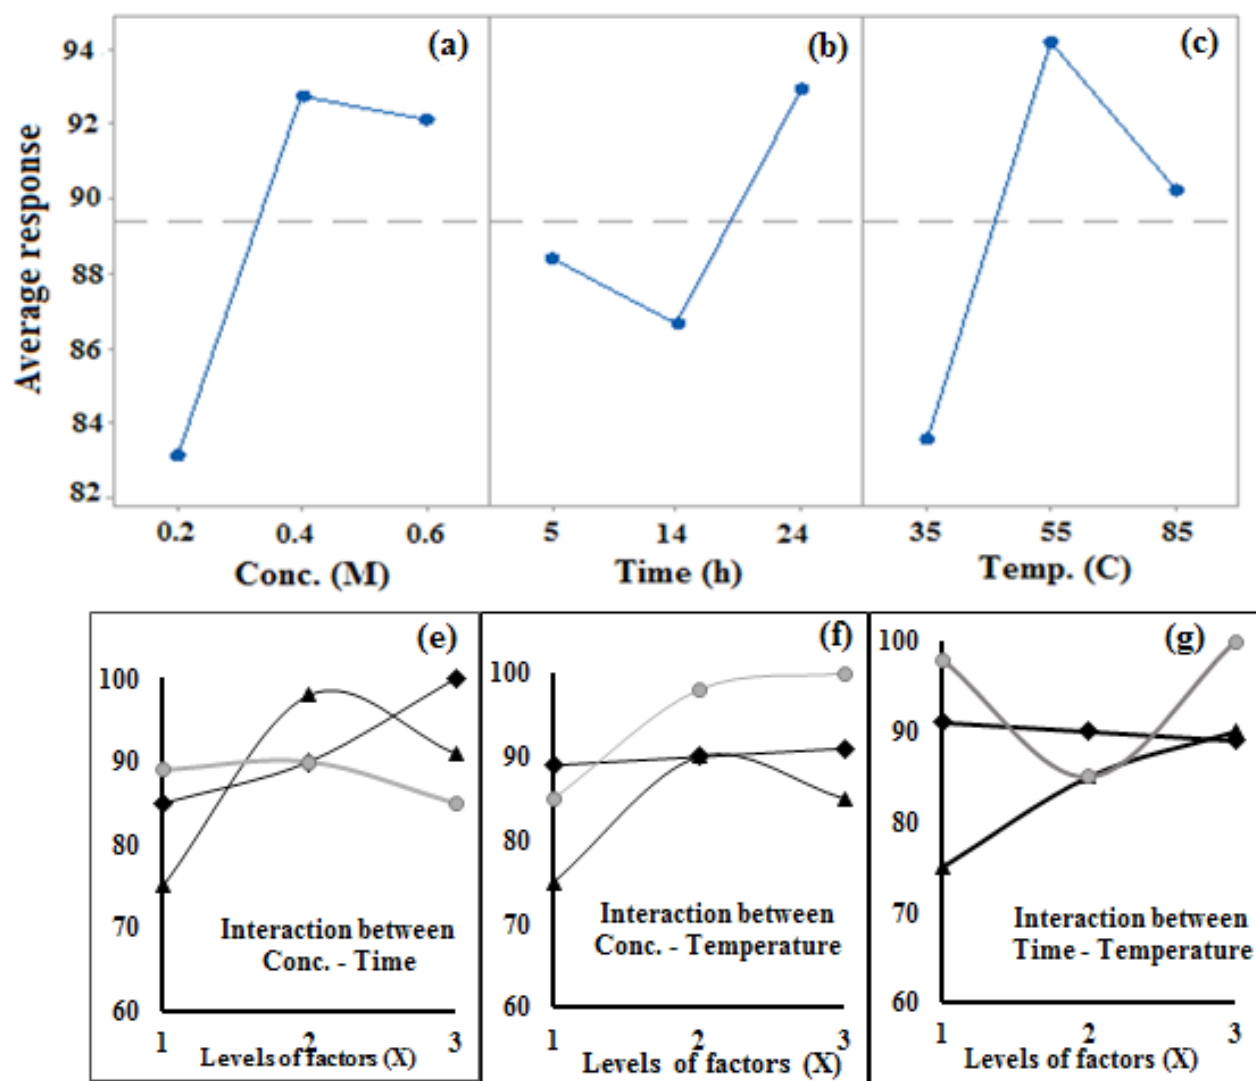 (a)
(b)
(c)
Average response
94
92
90
88
86
84
82
0.2 0.4 0.6
5 14 24
35 55 85
Conc. (M)
Time (h)
Temp. (C)
(e)
100
90
80
70
60
Interaction between
Conc. - Time
1 2 3
Levels of factors (X)
(f)
100
90
80
70
60
Interaction between
Conc. - Temperature
1 2 3
Levels of factors (X)
(g)
100
90
80
70
60
Interaction between
Time - Temperature
1 2 3
Levels of factors (X)